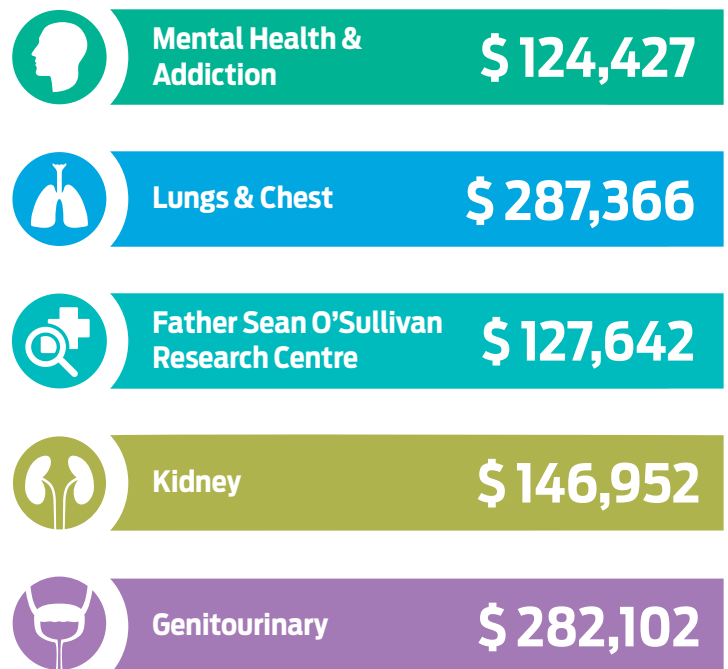 Mental Health &
Addiction
$ 124,427
Lungs & Chest
$ 287,366
Father Sean O’Sullivan
Research Centre
$ 127,642
Kidney
$ 146,952
Genitourinary
$ 282,102